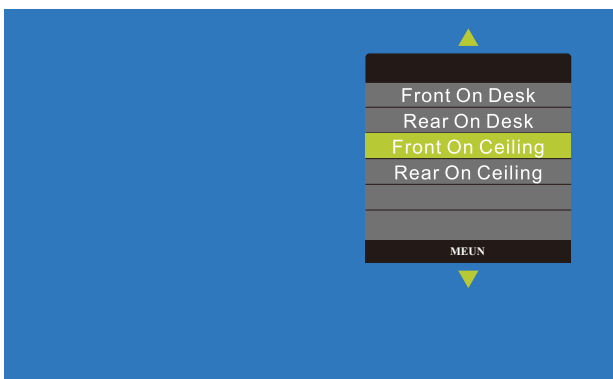 Front On Desk
Rear On Desk
Front On Ceiling
Rear On Ceiling
MEUN